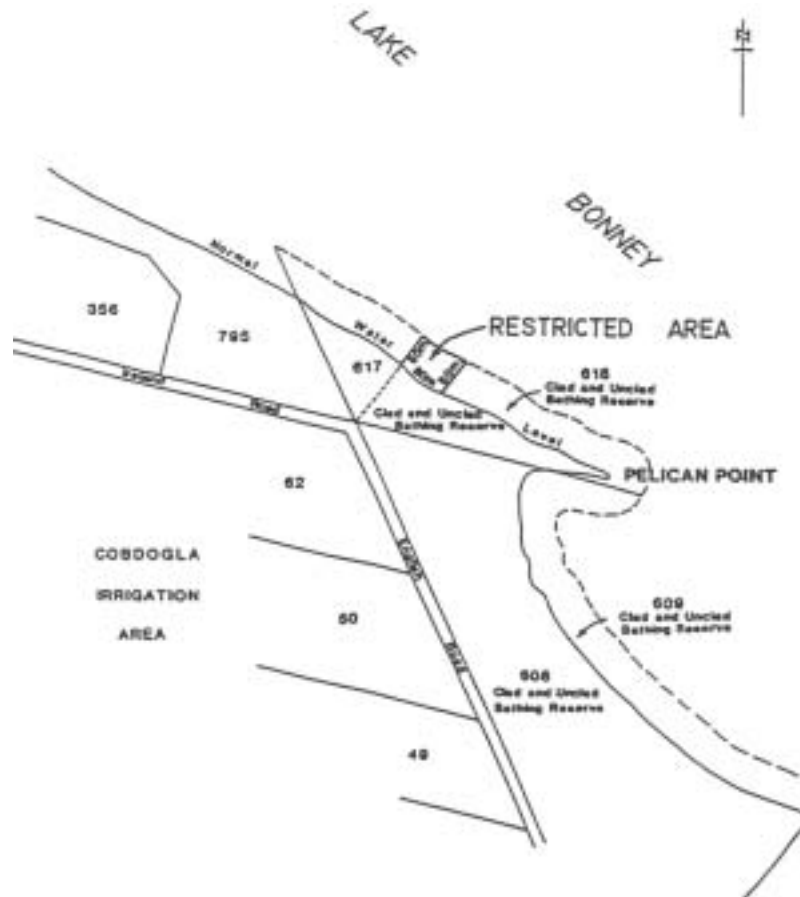 LAKE
N
BONNEY
Normal
Water
RESTRICTED AREA
356
795
617
618
Clad and Unclad
Bathing Reserve
Clad and Unclad
Bathing Reserve
Level
Road
PELICAN POINT
62
COBDOGLA
IRRIGATION
AREA
60
609
Clad and Unclad
Bathing Reserve
Road
608
Clad and Unclad
Bathing Reserve
49